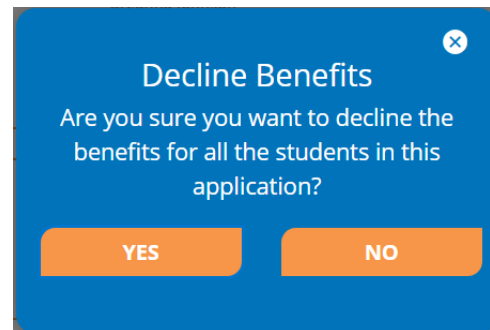 Decline Benefits
Are you sure you want to decline the
benefits for all the students in this
application?
YES NO